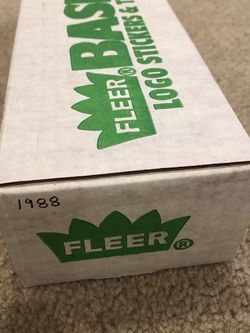 FLEER®
BASE
LOGO STICKERS & T
1988
FLEER®